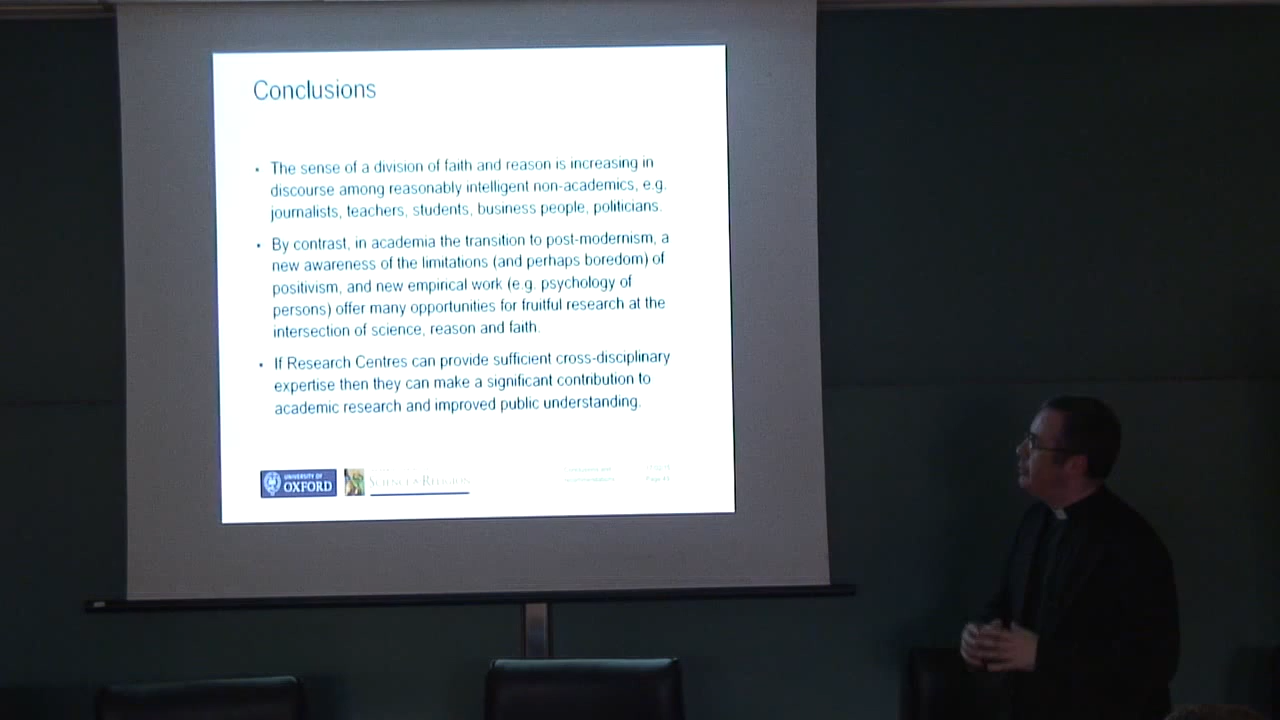 Conclusions
• The sense of a division of faith and reason is increasing in
discourse among reasonably intelligent non-academics, e.g.
journalists, teachers, students, business people, politicians.
• By contrast, in academia the transition to post-modernism, a
new awareness of the limitations (and perhaps boredom) of
positivism, and new empirical work (e.g. psychology of
persons) offer many opportunities for fruitful research at the
intersection of science, reason and faith.
• If Research Centres can provide sufficient cross-disciplinary
expertise then they can make a significant contribution to
academic research and improved public understanding.
UNIVERSITY OF
OXFORD
SCIENCE & RELIGION